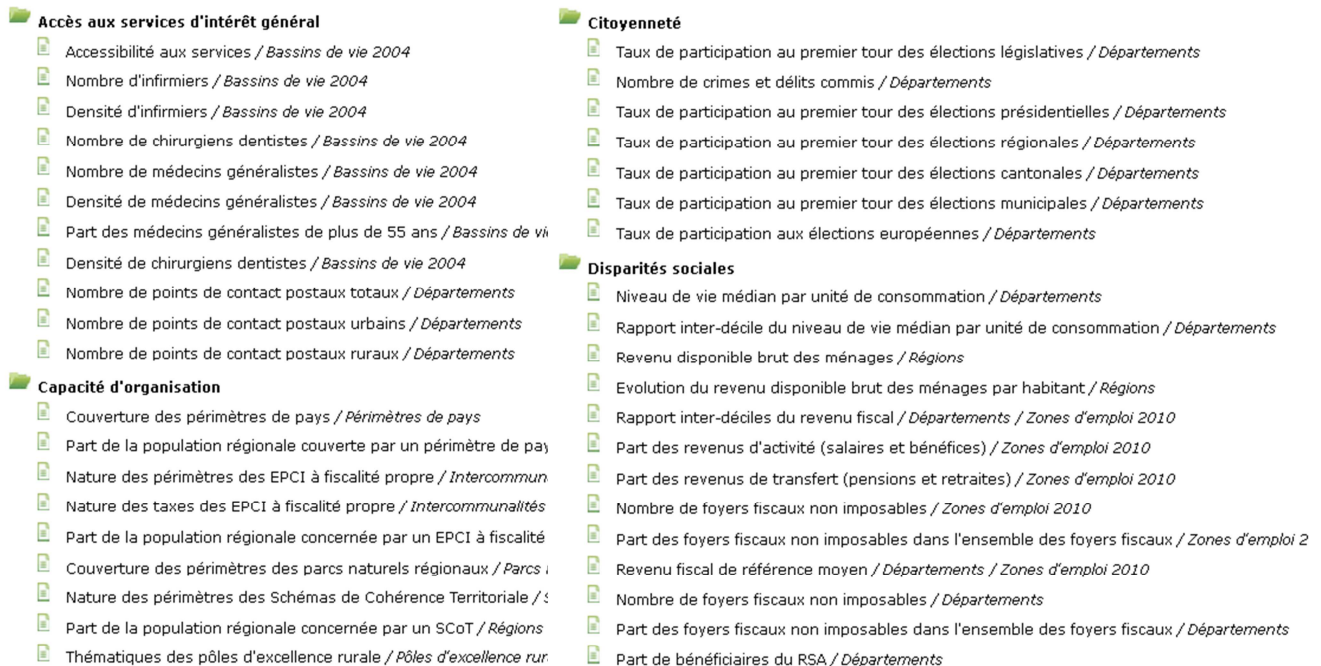 Accès aux services d'intérêt général
Accessibilité aux services / Bassins de vie 2004
Nombre d'infirmiers / Bassins de vie 2004
Densité d'infirmiers / Bassins de vie 2004
Nombre de chirurgiens dentistes / Bassins de vie 2004
Nombre de médecins généralistes / Bassins de vie 2004
Densité de médecins généralistes / Bassins de vie 2004
Part des médecins généralistes de plus de 55 ans / Bassins de
Densité de chirurgiens dentistes / Bassins de vie 2004
Nombre de points de contact postaux totaux / Départements
Nombre de points de contact postaux urbains / Départements
Nombre de points de contact postaux ruraux / Départements
Capacité d'organisation
Couverture des périmètres de pays / Périmètres de pays
Part de la population régionale couverte par un périmètre de
Nature des périmètres des EPCI à fiscalité propre /
Nature des taxes des EPCI à fiscalité propre / Intercommunalités
Part de la population régionale concernée par un EPCI à fiscalité
Couverture des périmètres des parcs naturels régionaux / Parcs
Nature des périmètres des Schémas de Cohérence Territoriale /
Part de la population régionale concernée par un SCoT / Régions
Thématiques des pôles d'excellence rurale / Pôles d'excellence
Citoyenneté
Taux de participation au premier tour des élections législatives / Départements
Nombre de crimes et délits commis / Départements
Taux de participation au premier tour des élections présidentielles / Départements
Taux de participation au premier tour des élections régionales / Départements
Taux de participation au premier tour des élections cantonales / Départements
Taux de participation au premier tour des élections municipales / Départements
Taux de participation aux élections européennes / Départements
Disparités sociales
Niveau de vie médian par unité de consommation / Départements
Rapport inter-décile du niveau de vie médian par unité de consommation / Départements
Revenu disponible brut des ménages / Régions
Evolution du revenu disponible brut des ménages par habitant / Régions
Rapport inter-déciles du revenu fiscal / Départements / Zones d'emploi 2010
Part des revenus d'activité (salaires et bénéfices) / Zones d'emploi 2010
Part des revenus de transfert (pensions et retraites) / Zones d'emploi 2010
Nombre de foyers fiscaux non imposables / Zones d'emploi 2010
Part des foyers fiscaux non imposables dans l'ensemble des foyers fiscaux / Zones d'emploi 2
Revenu fiscal de référence moyen / Départements / Zones d'emploi 2010
Nombre de foyers fiscaux non imposables / Départements
Part des foyers fiscaux non imposables dans l'ensemble des foyers fiscaux / Départements
Part de bénéficiaires du RSA / Départements